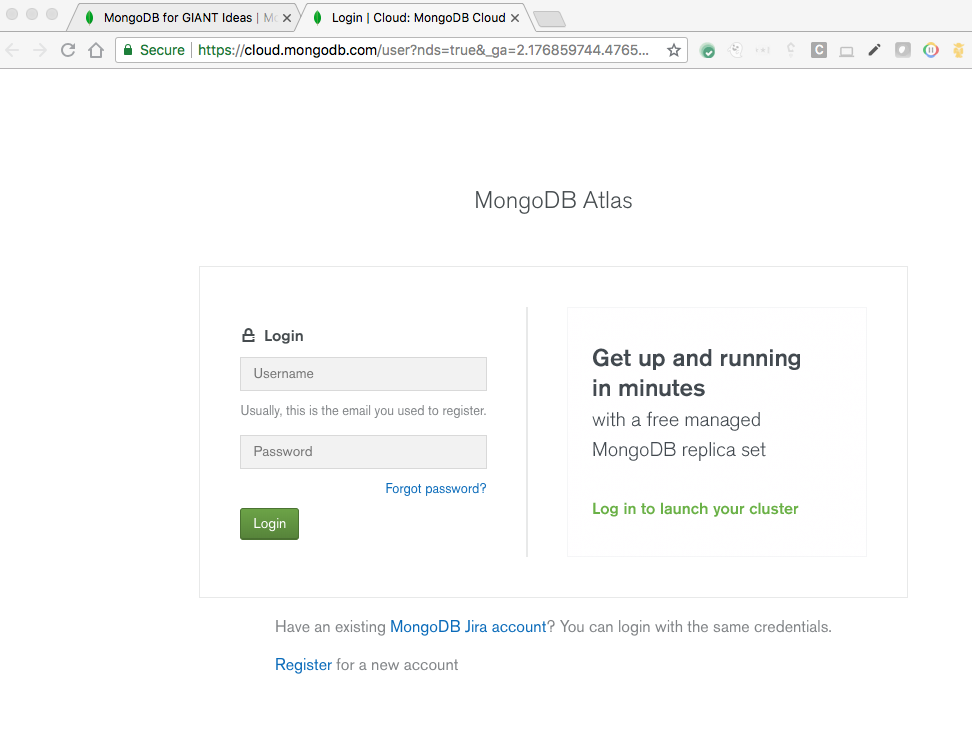 MongoDB for GIANT Ideas | Mo
Login | Cloud: MongoDB Cloud
Secure
https://cloud.mongodb.com/user?nds=true&_ga=2.176859744.4765...
C
MongoDB Atlas
Login
Username
Usually, this is the email you used to register.
Password
Forgot password?
Login
Get up and running
in minutes
with a free managed
MongoDB replica set
Log in to launch your cluster
Have an existing MongoDB Jira account? You can login with the same credentials.
Register for a new account